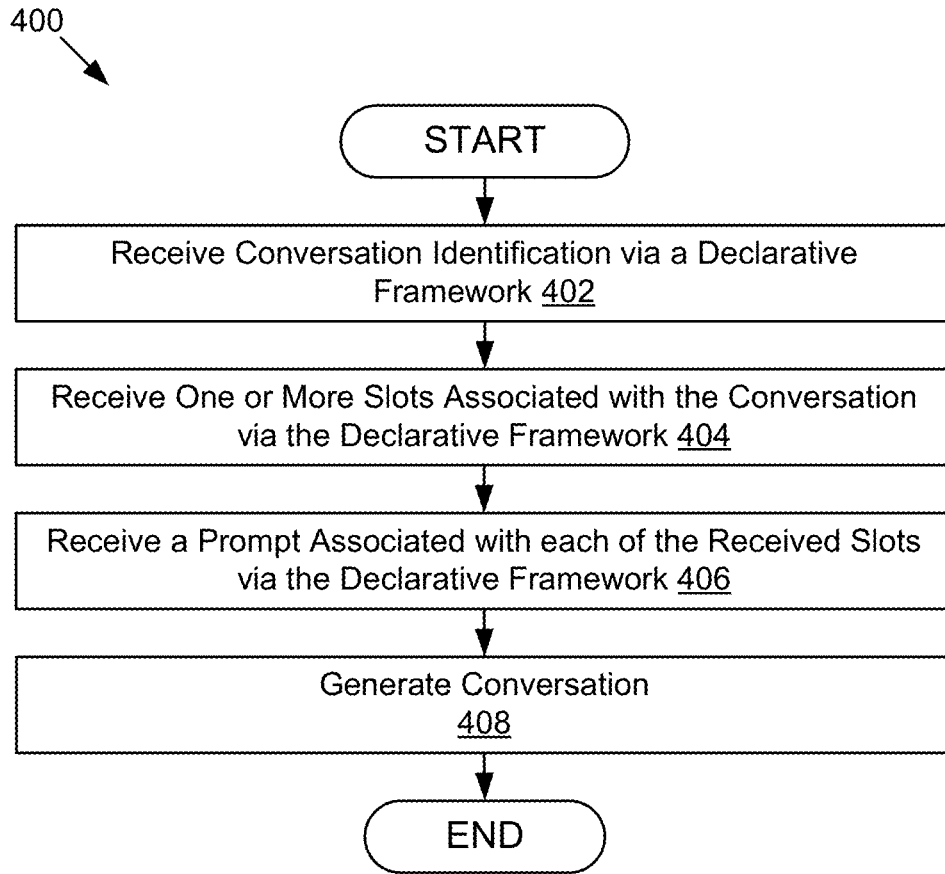 400
START
Receive Conversation Identification via a Declarative
Framework 402
Receive One or More Slots Associated with the Conversation
via the Declarative Framework 404
Receive a Prompt Associated with each of the Received Slots
via the Declarative Framework 406
Generate Conversation
408
END